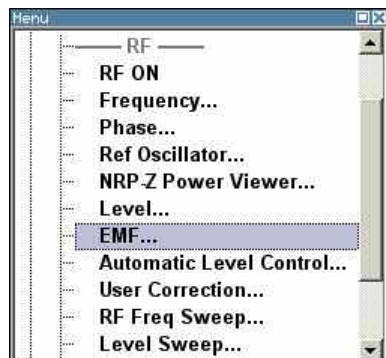 Menu
RF
RF ON
Frequency...
Phase...
Ref Oscillator...
NRP-Z Power Viewer...
Level...
EMF...
Automatic Level Control...
User Correction...
RF Freq Sweep...
Level Sweep...